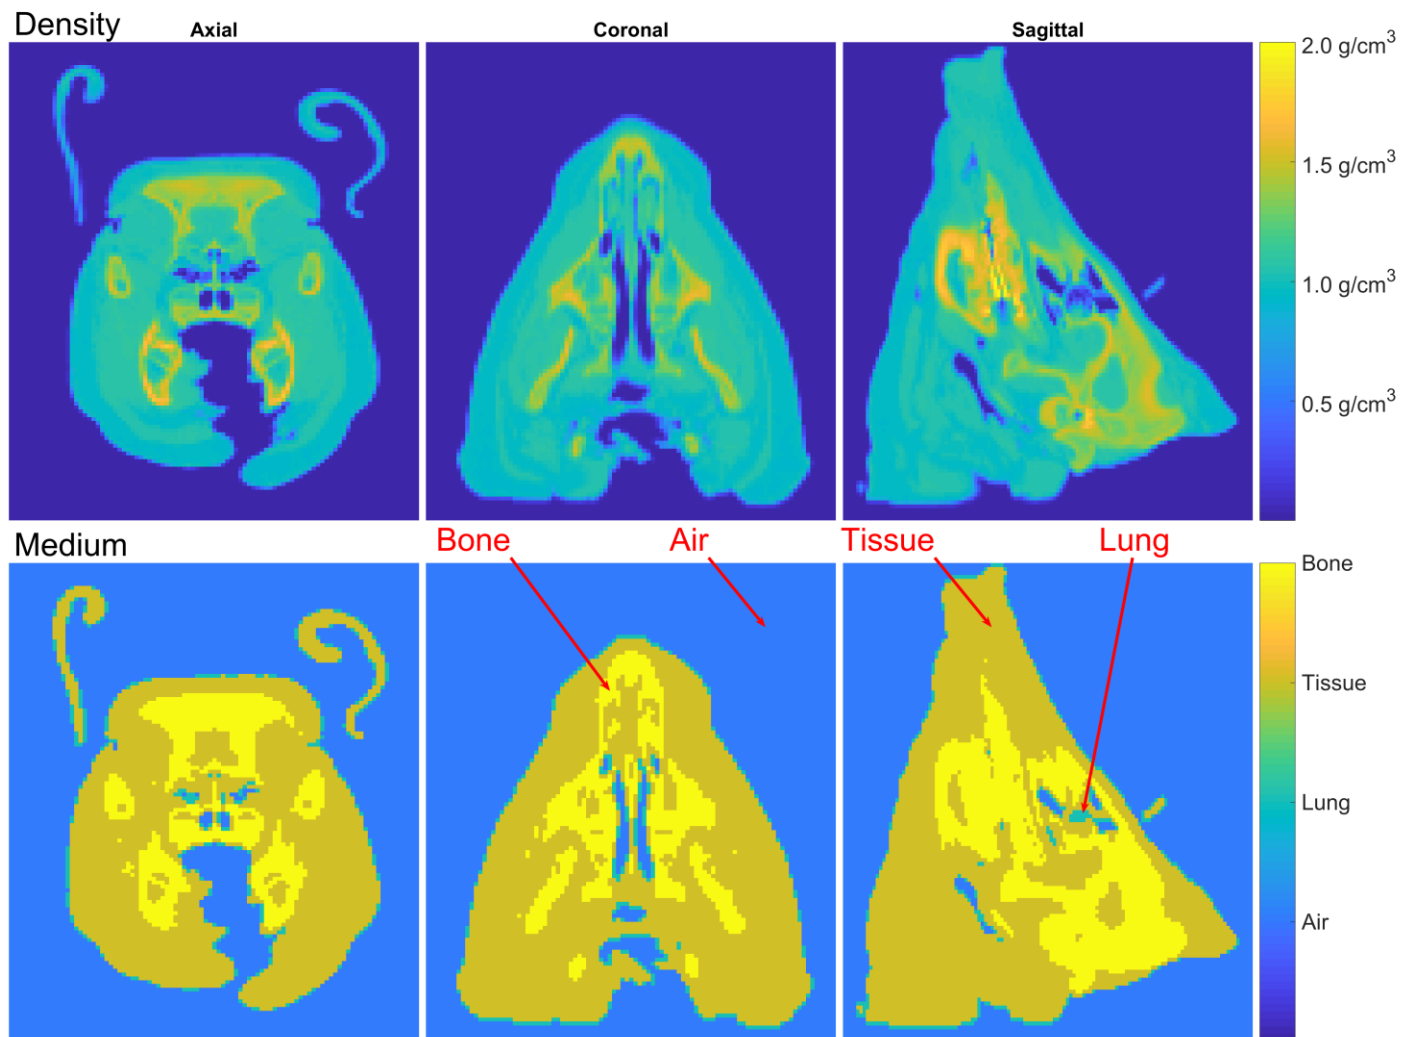 Density
Axial
Coronal
Sagittal
2.0 g/cm³
1.5 g/cm³
1.0 g/cm³
0.5 g/cm³
Medium
Bone
Air
Tissue
Lung
Bone
Tissue
Lung
Air